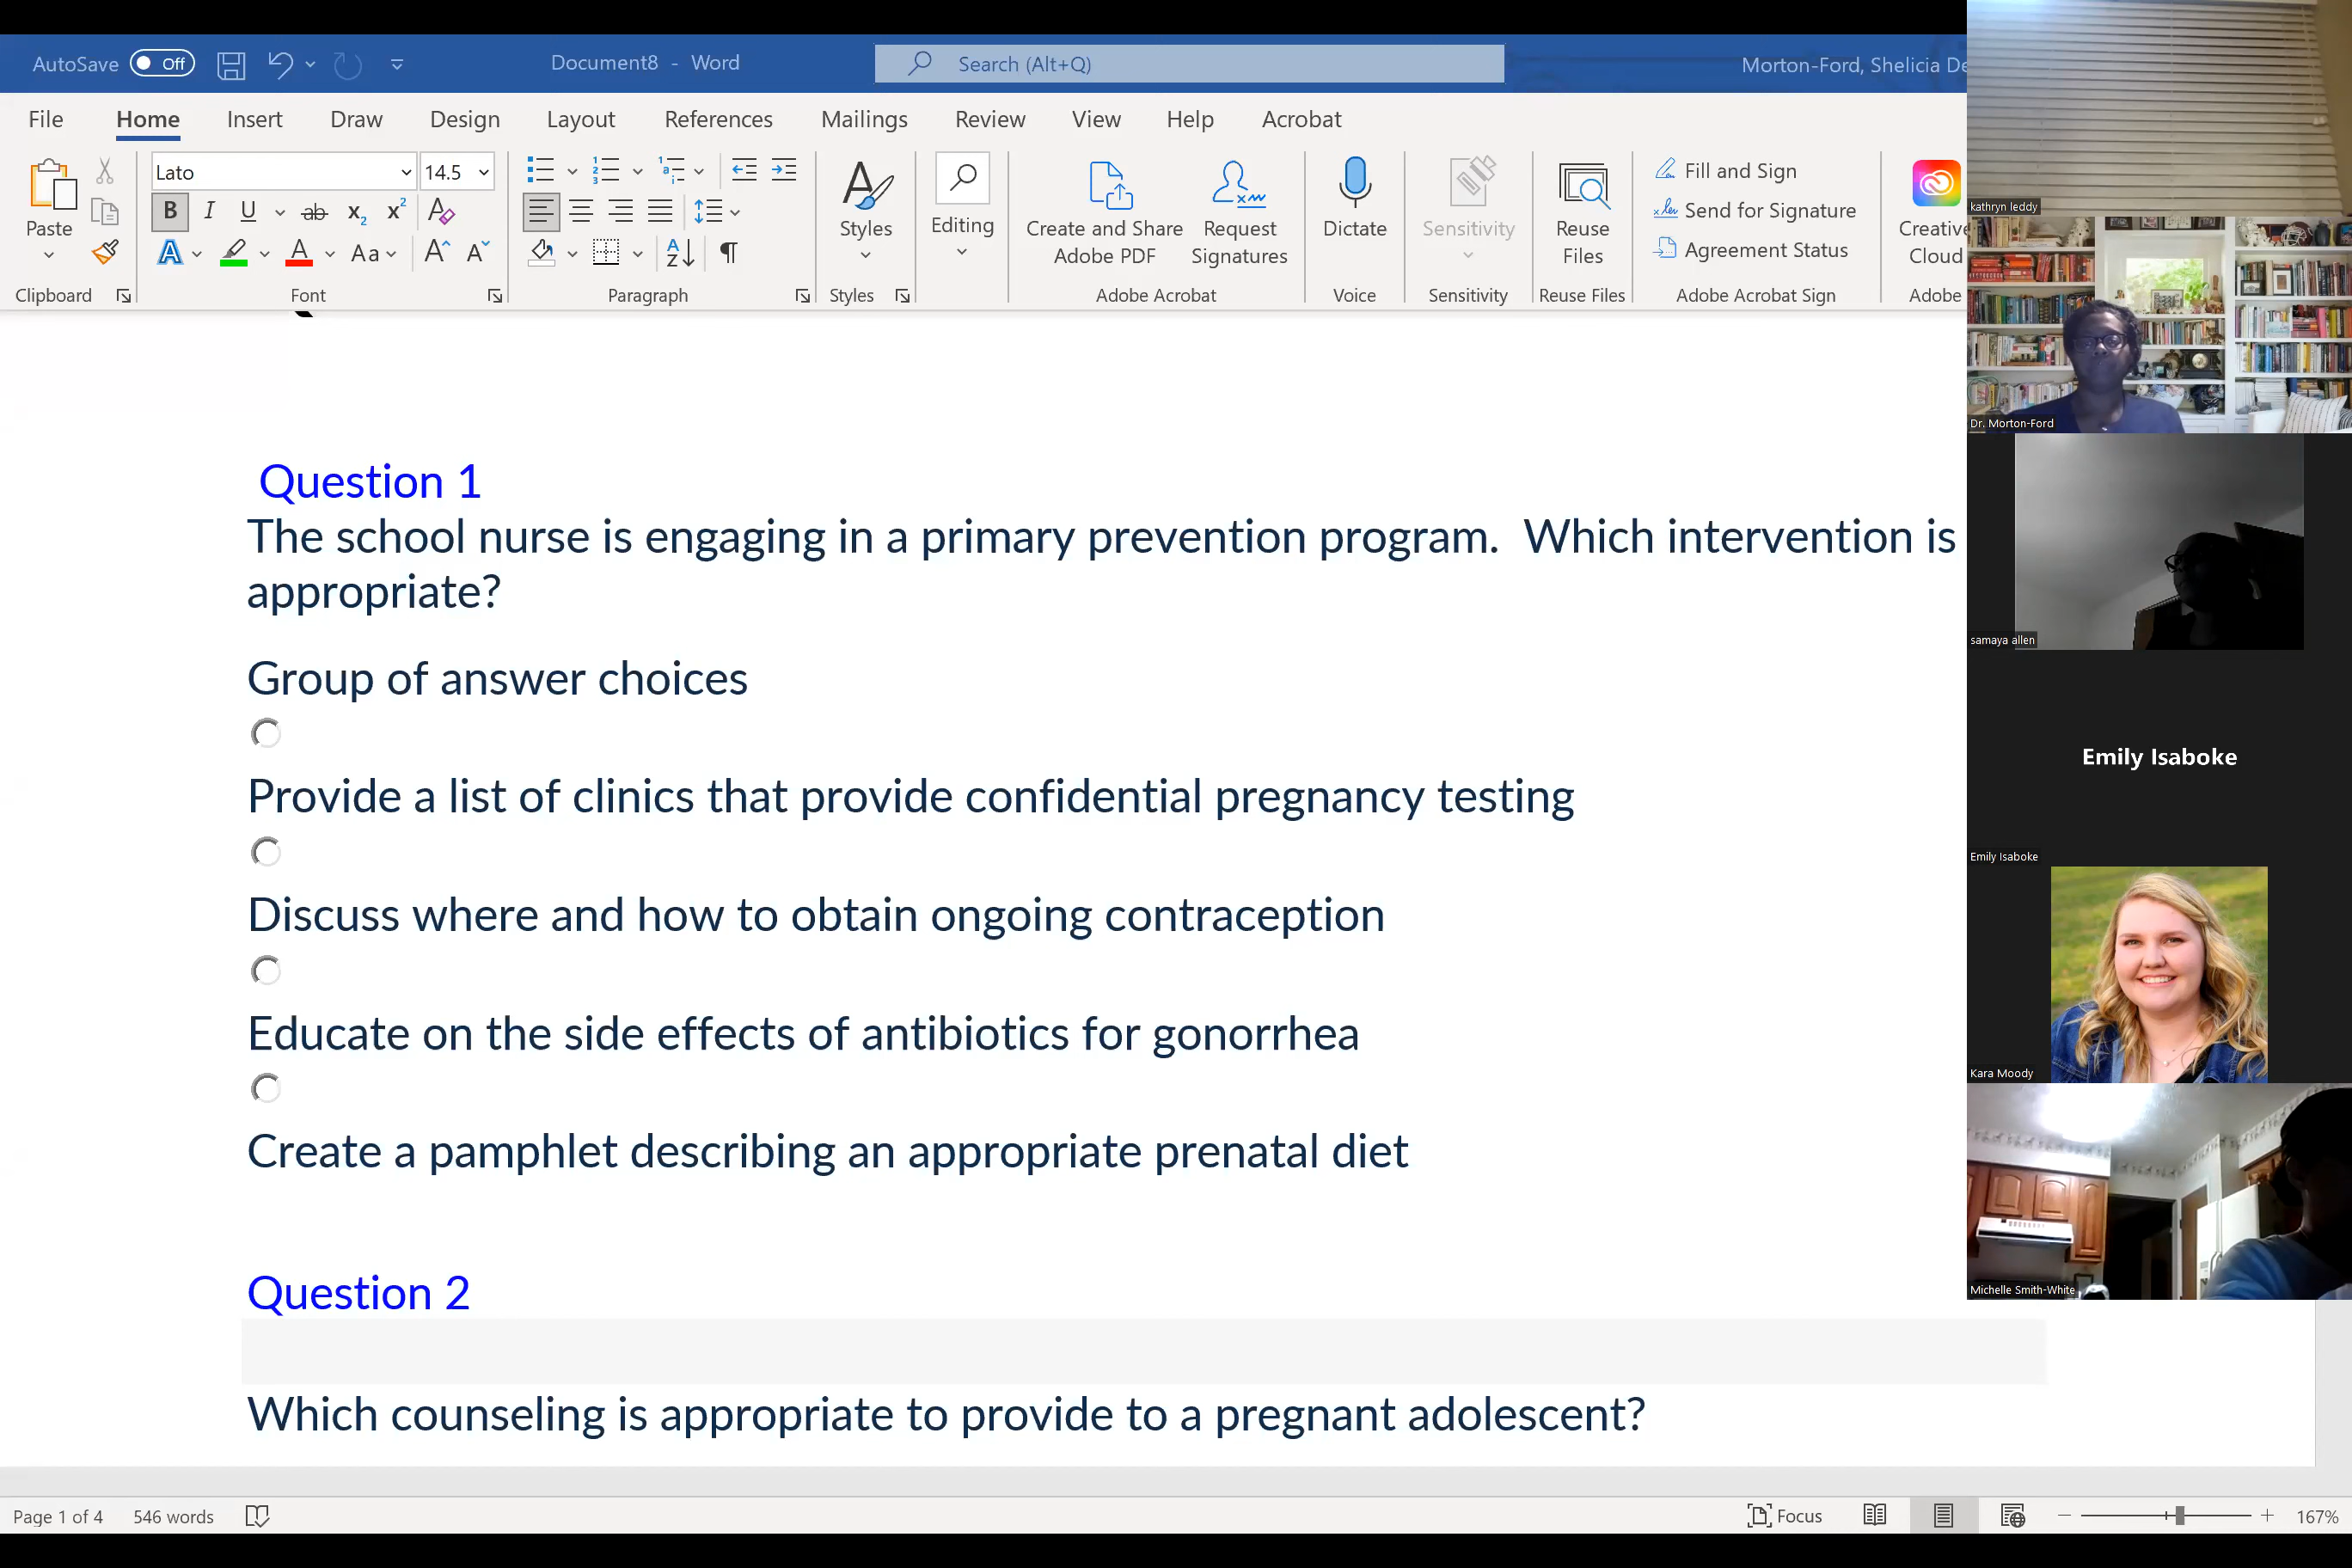 AutoSave Off Document8 - Word Search (Alt+Q) Morton-Ford, Shelicia De
File Home Insert Draw Design Layout References Mailings Review View Help Acrobat
Lato 14.5
Paste
Styles
Editing
Create and Share
Adobe PDF
Request
Signatures
Dictate
Sensitivity
Reuse
Files
Fill and Sign
Send for Signature
Agreement Status
Creative
Cloud
Clipboard Font Paragraph Styles Adobe Acrobat Voice Sensitivity Reuse Files Adobe Acrobat Sign Adobe
Question 1
The school nurse is engaging in a primary prevention program. Which intervention is
appropriate?
Group of answer choices
Provide a list of clinics that provide confidential pregnancy testing
Discuss where and how to obtain ongoing contraception
Educate on the side effects of antibiotics for gonorrhea
Create a pamphlet describing an appropriate prenatal diet
Question 2
Which counseling is appropriate to provide to a pregnant adolescent?
Page 1 of 4 546 words Focus 167%
kathryn leddy
Dr. Morton-Ford
samaya allen
Emily Isaboke
Emily Isaboke
Kara Moody
Michelle Smith-White